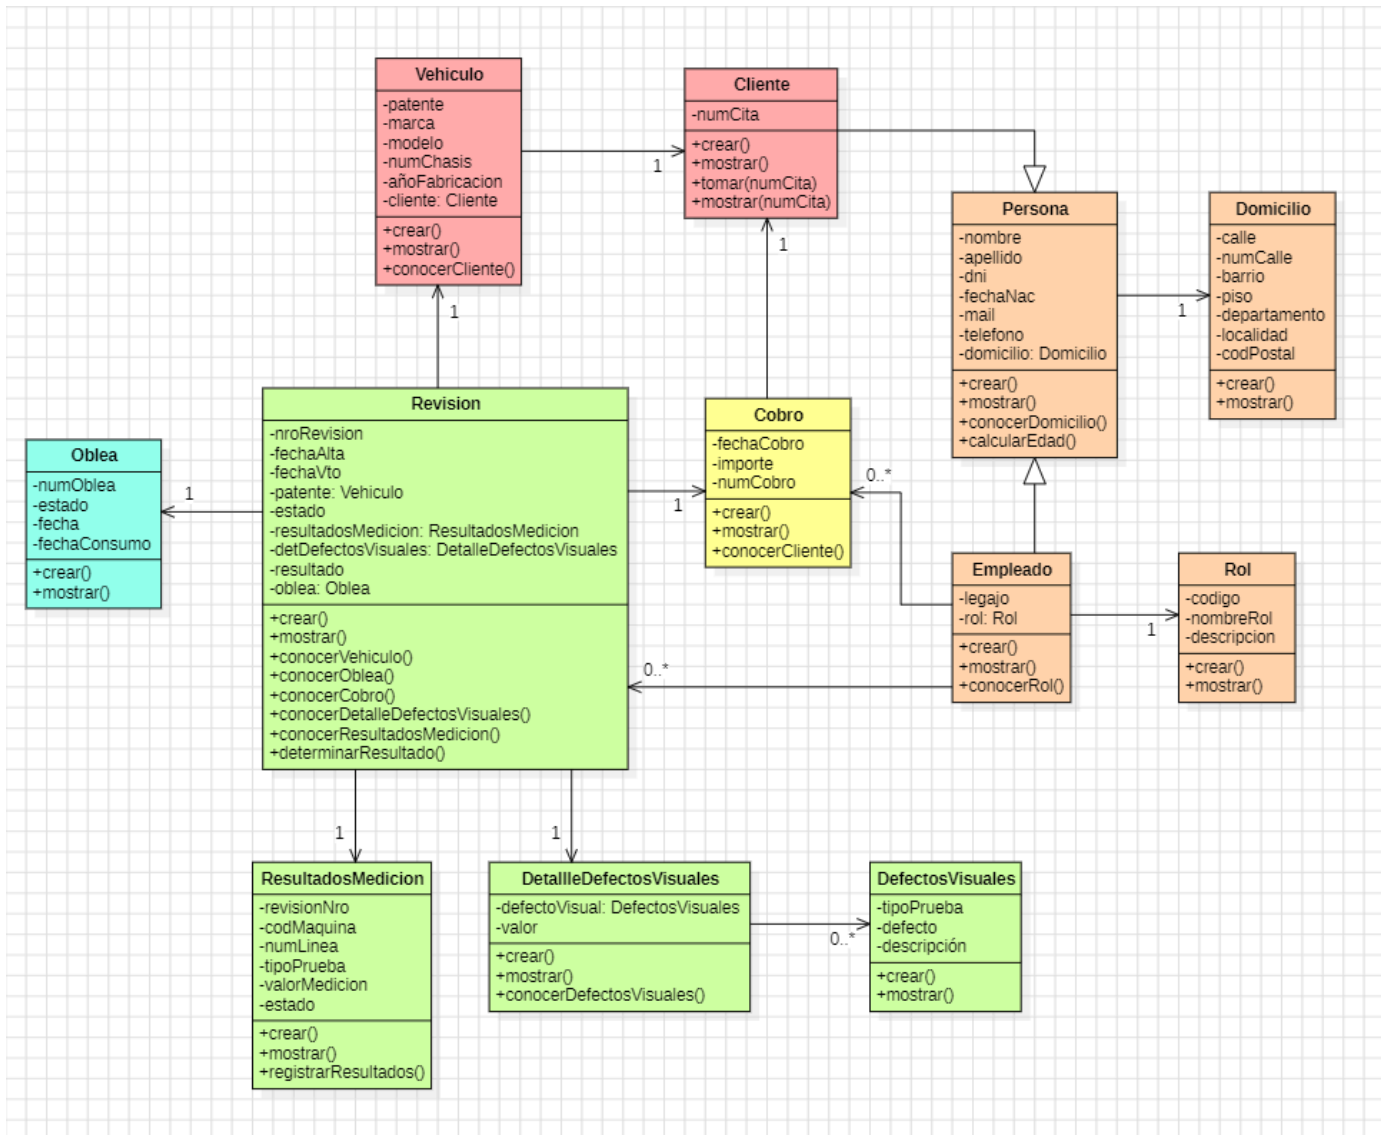 Vehiculo
-patente
-marca
-modelo
-numChasis
-añoFabricacion
-cliente: Cliente
+crear()
+mostrar()
+conocerCliente()
1
Cliente
-numCita
+crear()
+mostrar()
+tomar(numCita)
+mostrar(numCita)
1
1
Persona
-nombre
-apellido
-dni
-fechaNac
-mail
-telefono
-domicilio: Domicilio
+crear()
+mostrar()
+conocerDomicilio()
+calcularEdad()
1
Domicilio
-calle
-numCalle
-barrio
-piso
-departamento
-localidad
-codPostal
+crear()
+mostrar()
Oblea
-numOblea
-estado
-fecha
-fechaConsumo
+crear()
+mostrar()
1
Revision
-nroRevision
-fechaAlta
-fechaVto
-patente: Vehiculo
-estado
-resultadosMedicion: ResultadosMedicion
-detDefectosVisuales: DetalleDefectosVisuales
-resultado
-oblea: Oblea
+crear()
+mostrar()
+conocerVehiculo()
+conocerOblea()
+conocerCobro()
+conocerDetalleDefectosVisuales()
+conocerResultadosMedicion()
+determinarResultado()
1
Cobro
-fechaCobro
-importe
-numCobro
+crear()
+mostrar()
+conocerCliente()
0..*
0..*
Empleado
-legajo
-rol: Rol
+crear()
+mostrar()
+conocerRol()
1
Rol
-codigo
-nombreRol
-descripcion
+crear()
+mostrar()
1
1
ResultadosMedicion
-revisionNro
-codMaquina
-numLinea
-tipoPrueba
-valorMedicion
-estado
+crear()
+mostrar()
+registrarResultados()
DetallleDefectosVisuales
-defectoVisual: DefectosVisuales
-valor
+crear()
+mostrar()
+conocerDefectosVisuales()
0..*
DefectosVisuales
-tipoPrueba
-defecto
-descripción
+crear()
+mostrar()